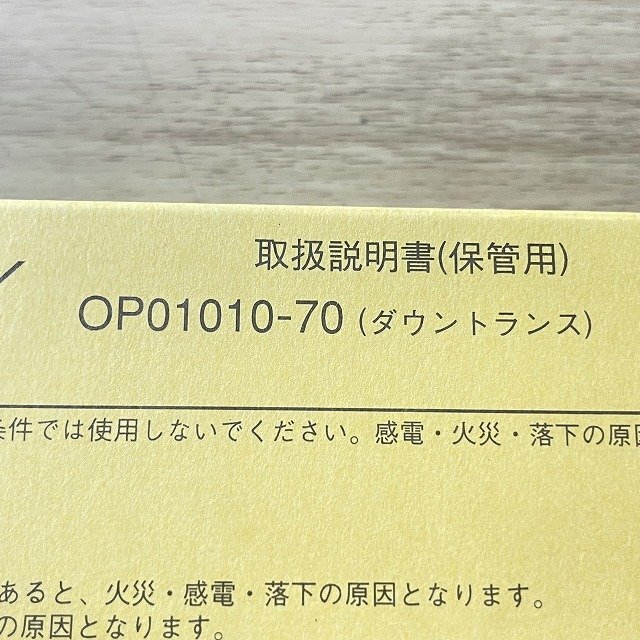 取扱説明書(保管用)
OP01010-70 (ダウントランス)
条件では使用しないでください。感電・火災・落下の原因
あると、火災・感電・落下の原因となります。
の原因となります。